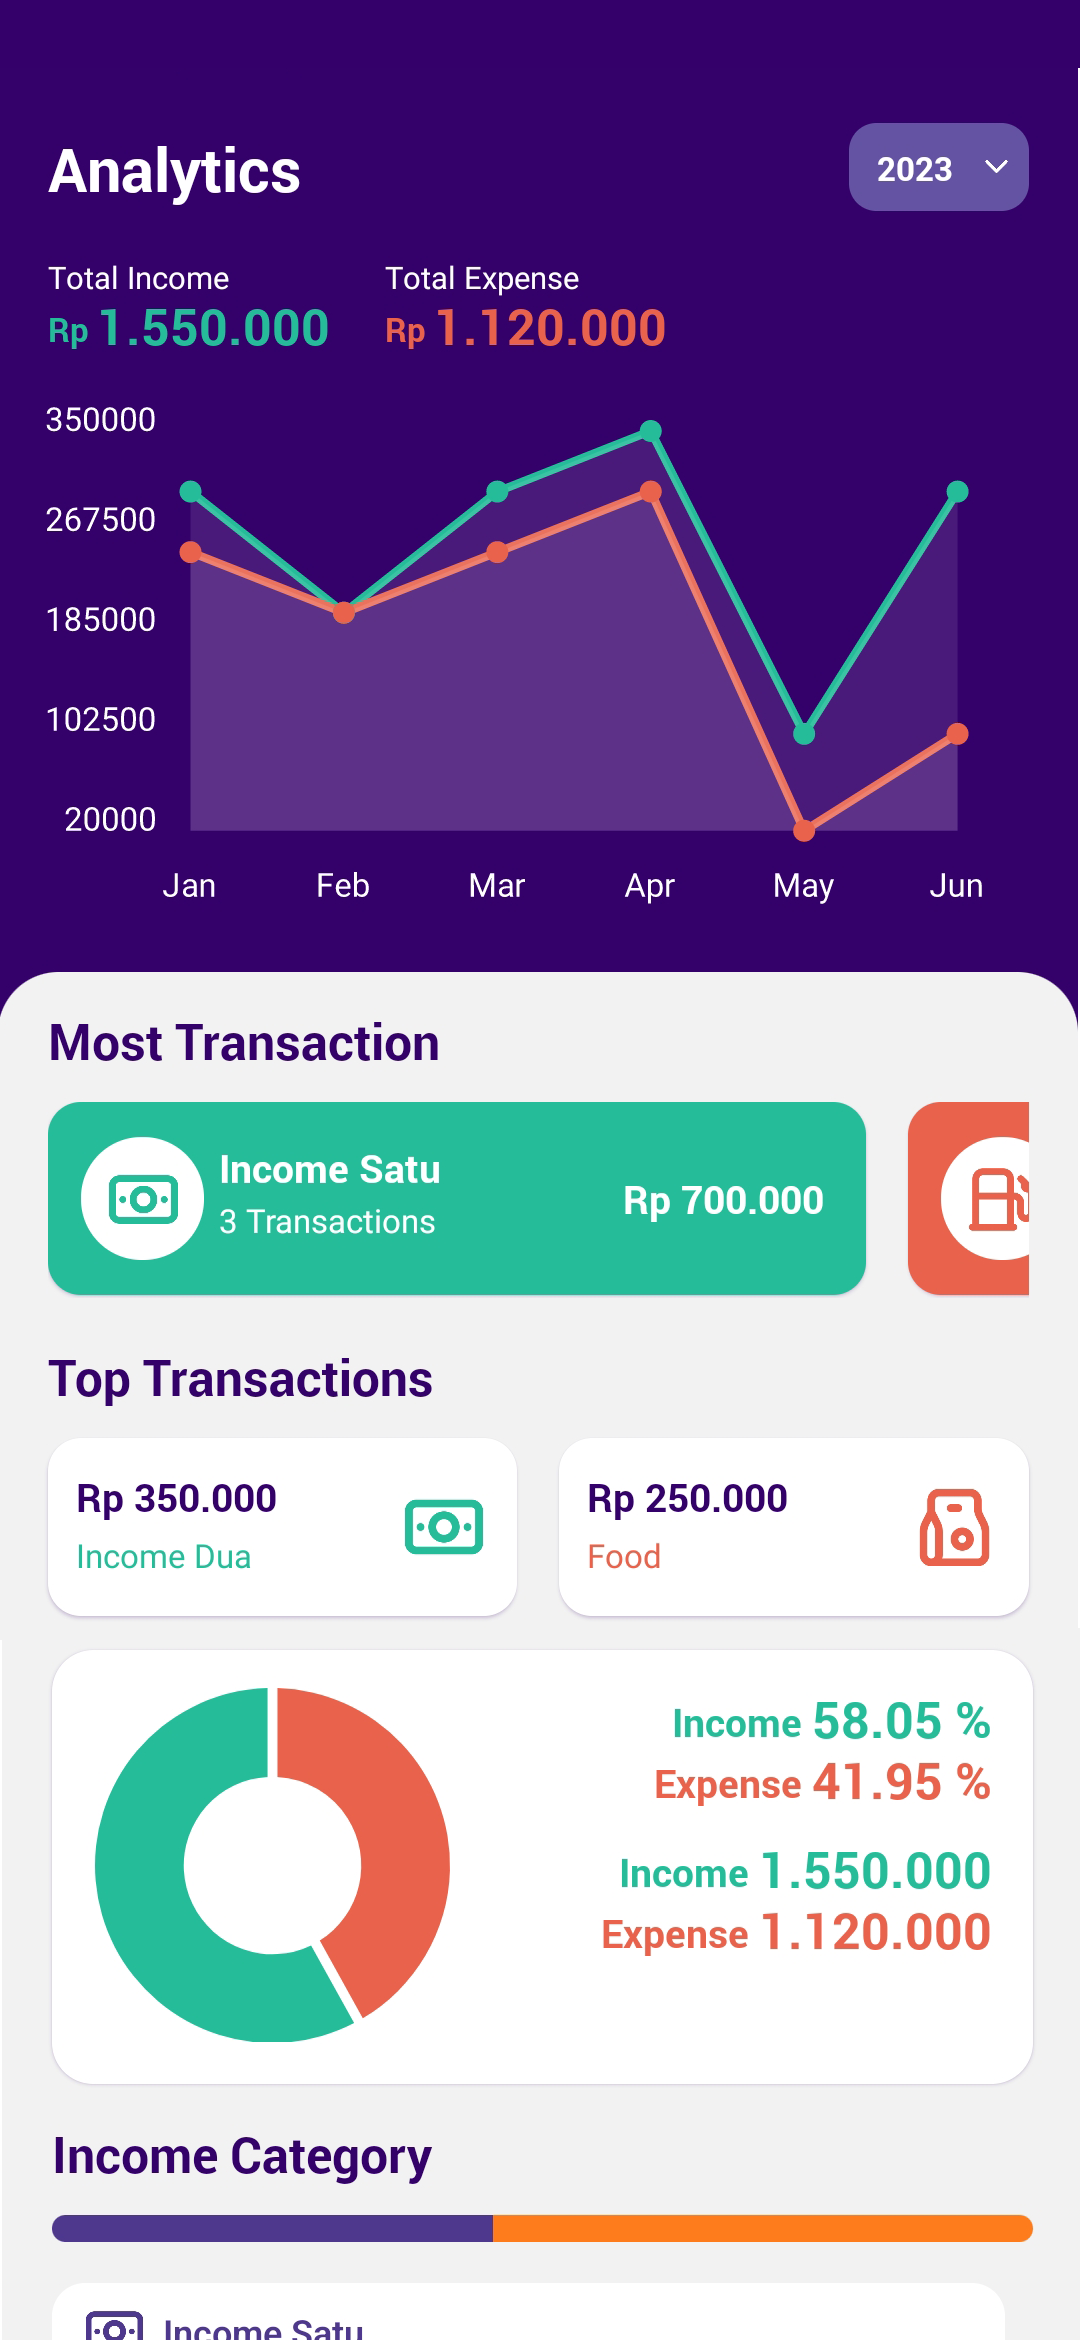 Analytics
2023
Total Income
Total Expense
Rp 1.550.000
Rp 1.120.000
350000
267500
185000
102500
20000
Jan Feb Mar Apr May Jun
Most Transaction
Income Satu
3 Transactions
Rp 700.000
Top Transactions
Rp 350.000
Income Dua
Rp 250.000
Food
Income 58.05 %
Expense 41.95 %
Income 1.550.000
Expense 1.120.000
Income Category
Income Satu